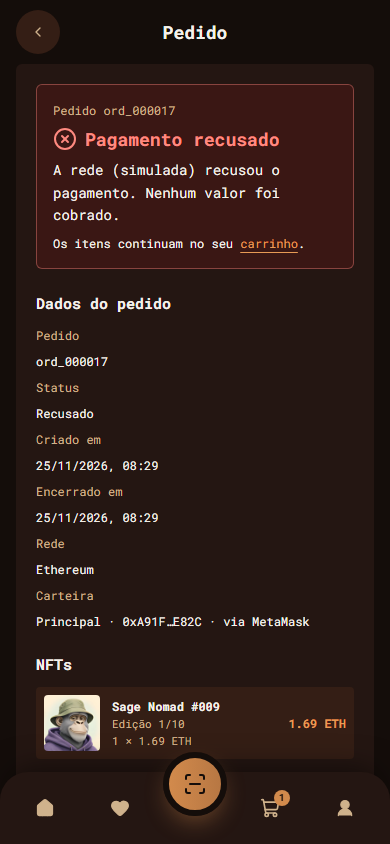 Pedido
Pedido ord_000017
Pagamento recusado
A rede (simulada) recusou o
pagamento. Nenhum valor foi
cobrado.
Os itens continuam no seu carrinho.
Dados do pedido
Pedido
ord_000017
Status
Recusado
Criado em
25/11/2026, 08:29
Encerrado em
25/11/2026, 08:29
Rede
Ethereum
Carteira
Principal · 0xA91F…E82C · via MetaMask
NFTs
Sage Nomad #009
Edição 1/10
1 × 1.69 ETH
1.69 ETH
1